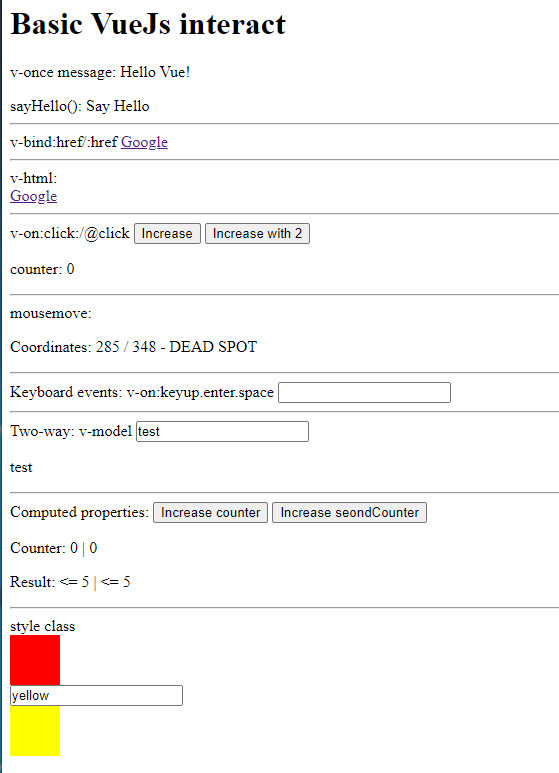 Basic VueJs interact
v-once message: Hello Vue!
sayHello(): Say Hello
v-bind:href/:href Google
v-html:
Google
v-on:click:/@click Increase Increase with 2
counter: 0
mousemove:
Coordinates: 285 / 348 - DEAD SPOT
Keyboard events: v-on:keyup.enter.space
Two-way: v-model test
test
Computed properties: Increase counter Increase seondCounter
Counter: 0 | 0
Result: <= 5 | <= 5
style class
yellow